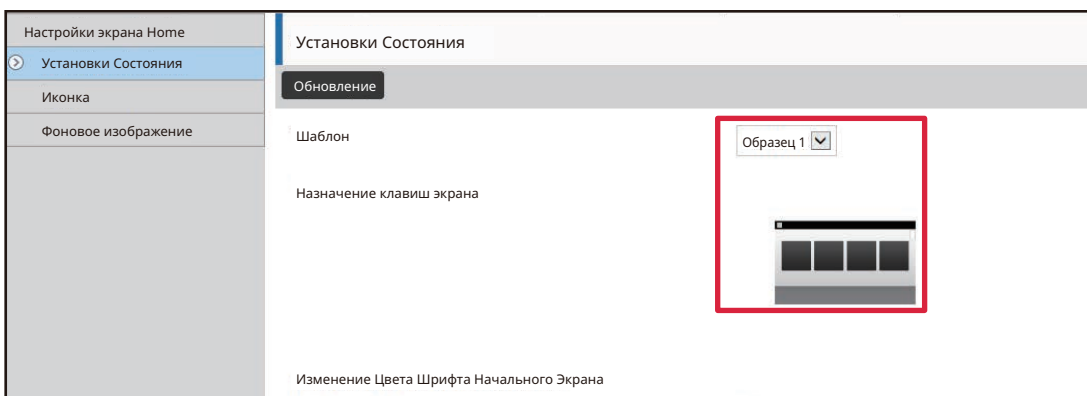 Настройки экрана Home
Установки Состояния
Иконка
Фоновое изображение
Установки Состояния
Обновление
Шаблон
Образец 1
Назначение клавиш экрана
Изменение Цвета Шрифта Начального Экрана